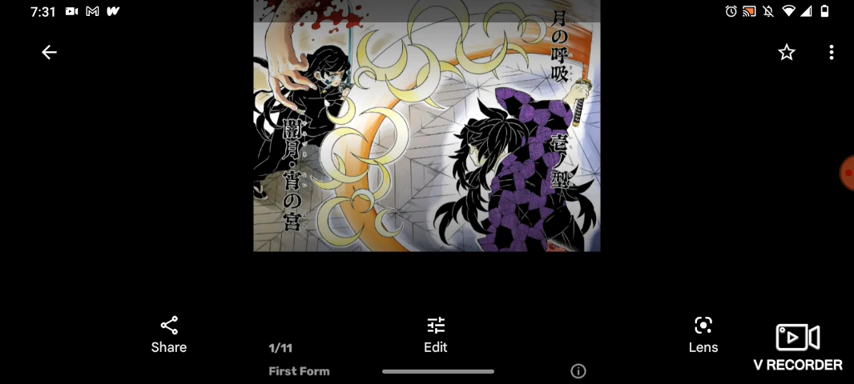 7:31
月の呼吸
壱ノ型
闇月・宵の宮
Share
1/11
First Form
Edit
Lens
V RECORDER